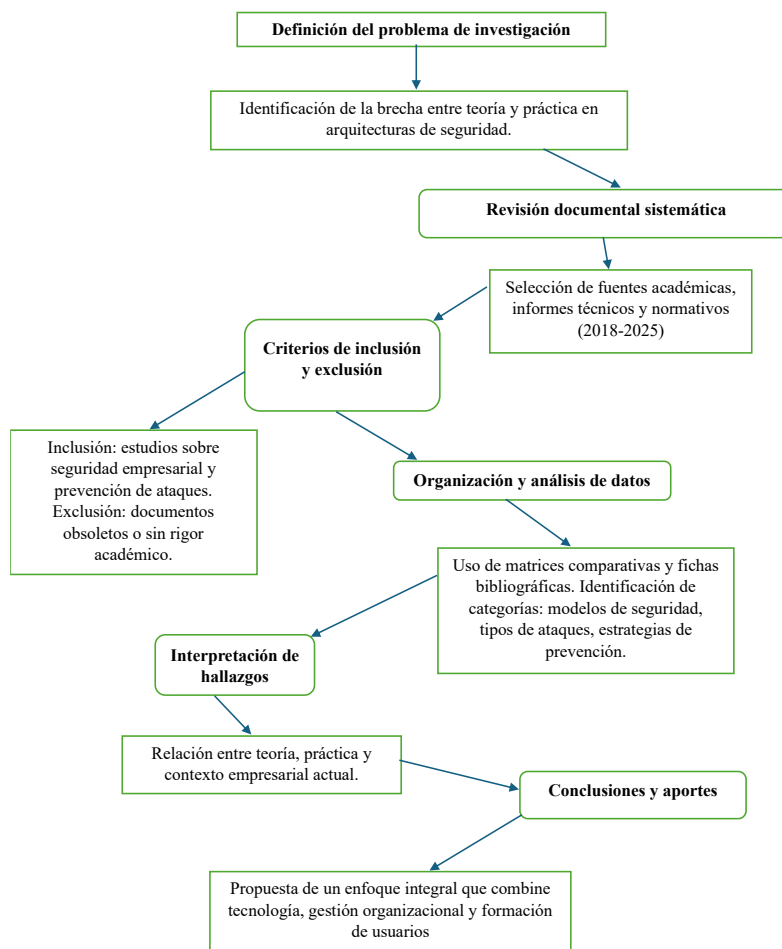 Definición del problema de investigación
Identificación de la brecha entre teoría y práctica en
arquitecturas de seguridad.
Revisión documental sistemática
Selección de fuentes académicas,
informes técnicos y normativos
(2018-2025)
Criterios de inclusión
y exclusión
Inclusión: estudios sobre
seguridad empresarial y
prevención de ataques.
Exclusión: documentos
obsoletos o sin rigor
académico.
Organización y análisis de datos
Uso de matrices comparativas y fichas
bibliográficas. Identificación de
categorías: modelos de seguridad,
tipos de ataques, estrategias de
prevención.
Interpretación de
hallazgos
Relación entre teoría, práctica y
contexto empresarial actual.
Conclusiones y aportes
Propuesta de un enfoque integral que combine
tecnología, gestión organizacional y formación
de usuarios